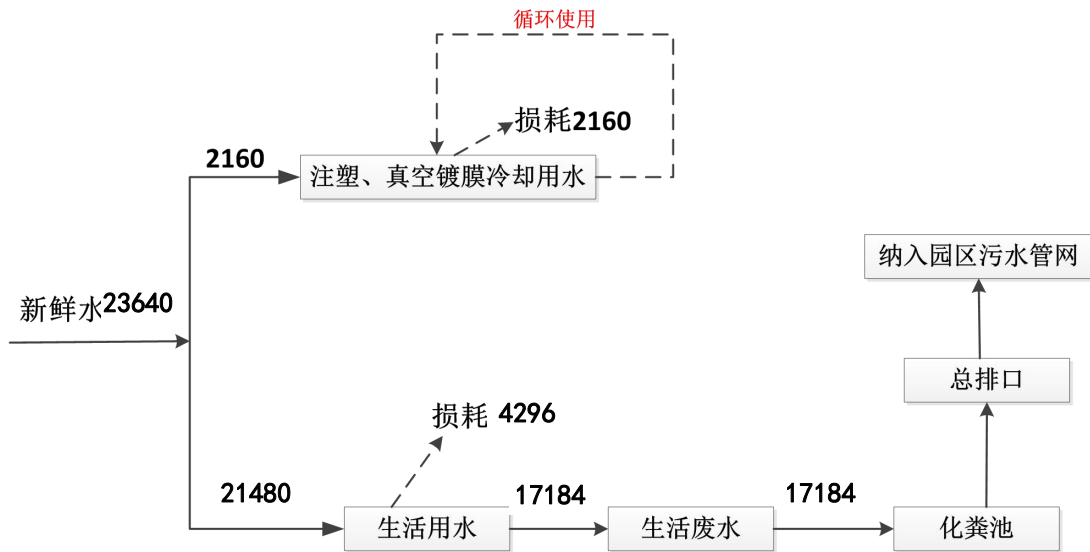 循环使用
损耗2160
2160
注塑、真空镀膜冷却用水
纳入园区污水管网
新鲜水23640
总排口
损耗 4296
21480
17184
17184
生活用水
生活废水
化粪池